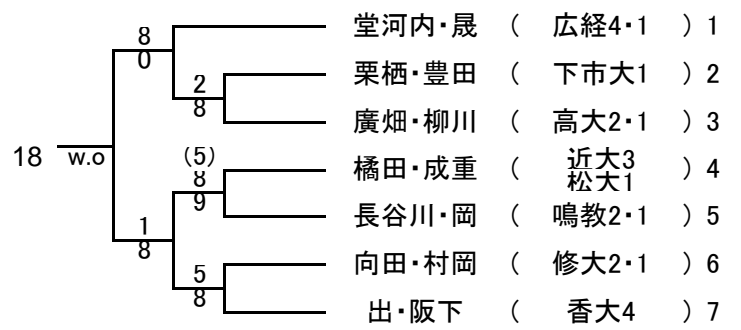 堂河内・晟 ( 広経4・1 ) 1
8
0
栗栖・豊田 ( 下市大1 ) 2
2
8
廣畑・柳川 ( 高大2・1 ) 3
18 w.o
(5)
8
9
橘田・成重 ( 近大3 松大1 ) 4
長谷川・岡 ( 鳴教2・1 ) 5
1
8
向田・村岡 ( 修大2・1 ) 6
5
8
出・阪下 ( 香大4 ) 7